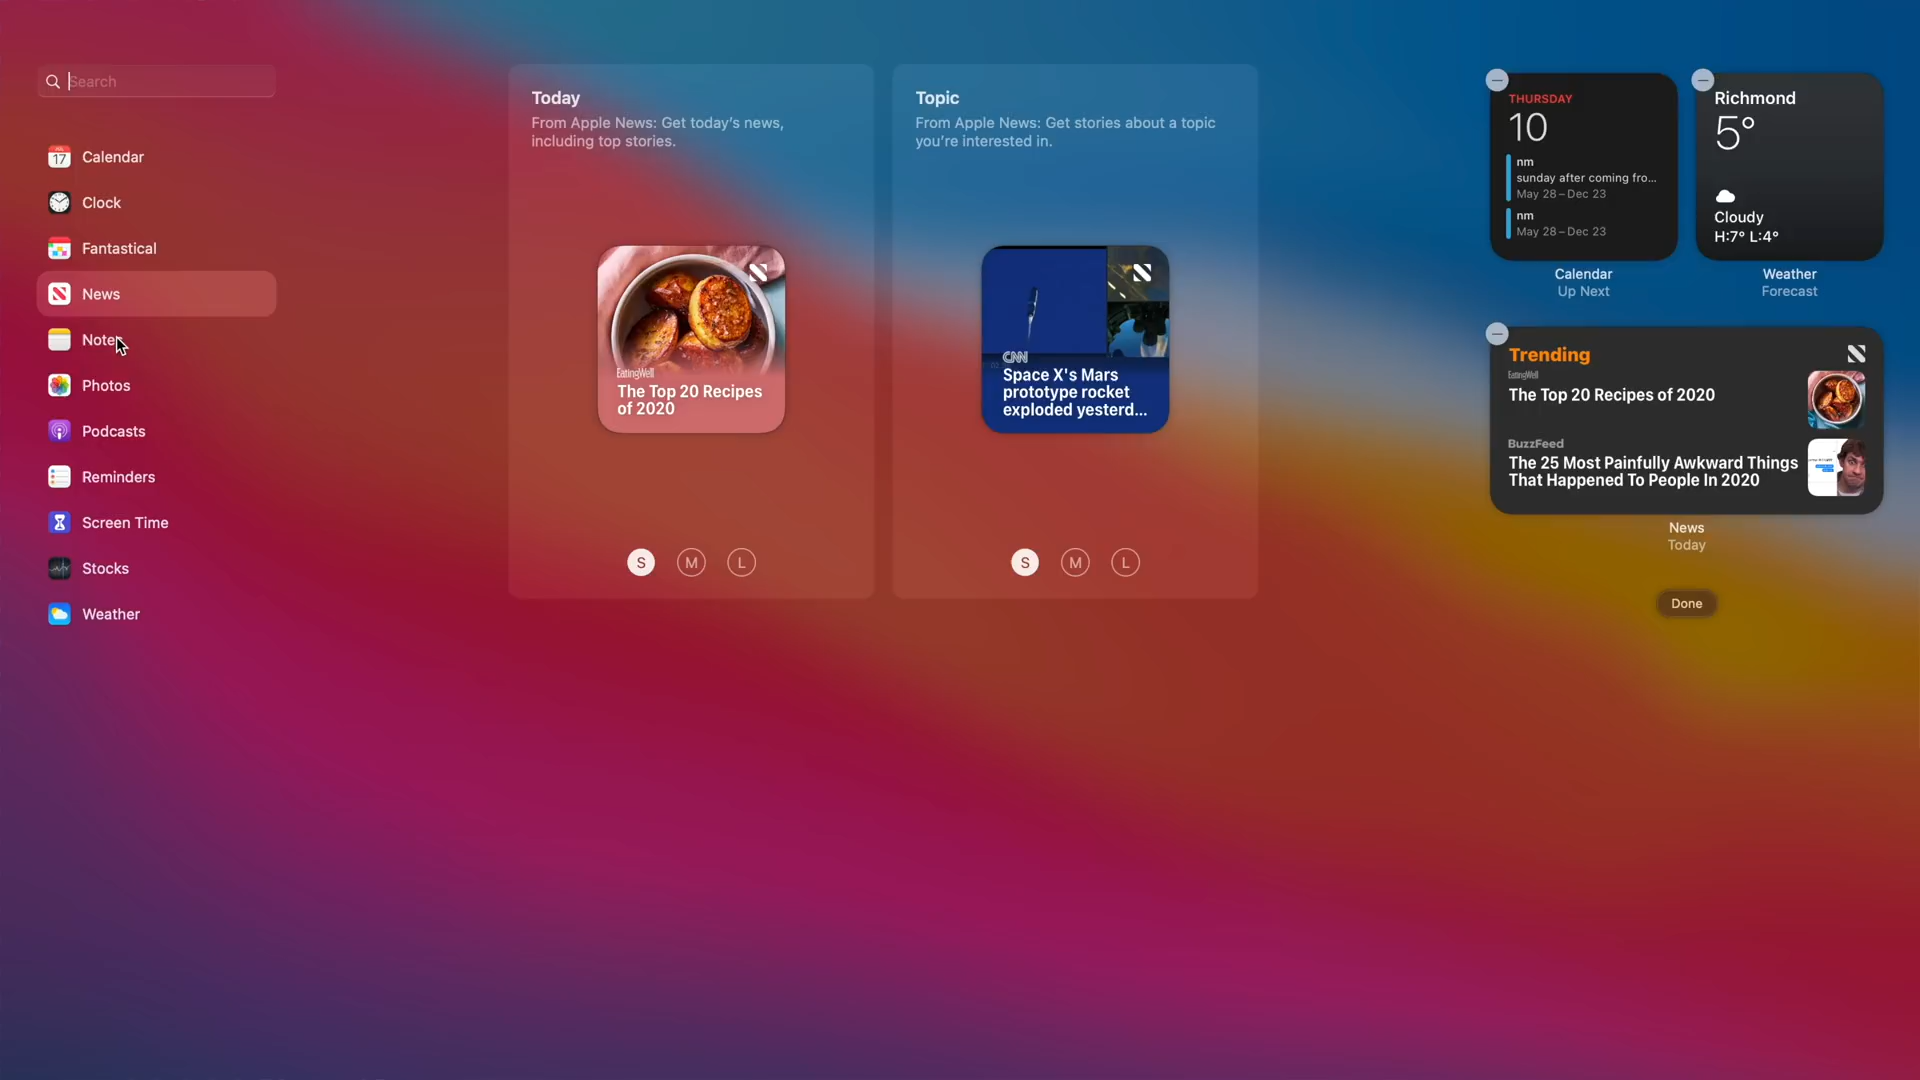 Search
JUL
17
Calendar
Clock
Fantastical
News
Notes
Photos
Podcasts
Reminders
Screen Time
Stocks
Weather
Today
From Apple News: Get today's news,
including top stories.
EatingWell
The Top 20 Recipes
of 2020
S M L
Topic
From Apple News: Get stories about a topic
you're interested in.
CNN
Space X's Mars
prototype rocket
exploded yesterd...
S M L
THURSDAY
10
nm
sunday after coming fro...
May 28 – Dec 23
nm
May 28 – Dec 23
Calendar
Up Next
Richmond
5°
Cloudy
H:7° L:4°
Weather
Forecast
Trending
EatingWell
The Top 20 Recipes of 2020
BuzzFeed
The 25 Most Painfully Awkward Things
That Happened To People In 2020
News
Today
Done